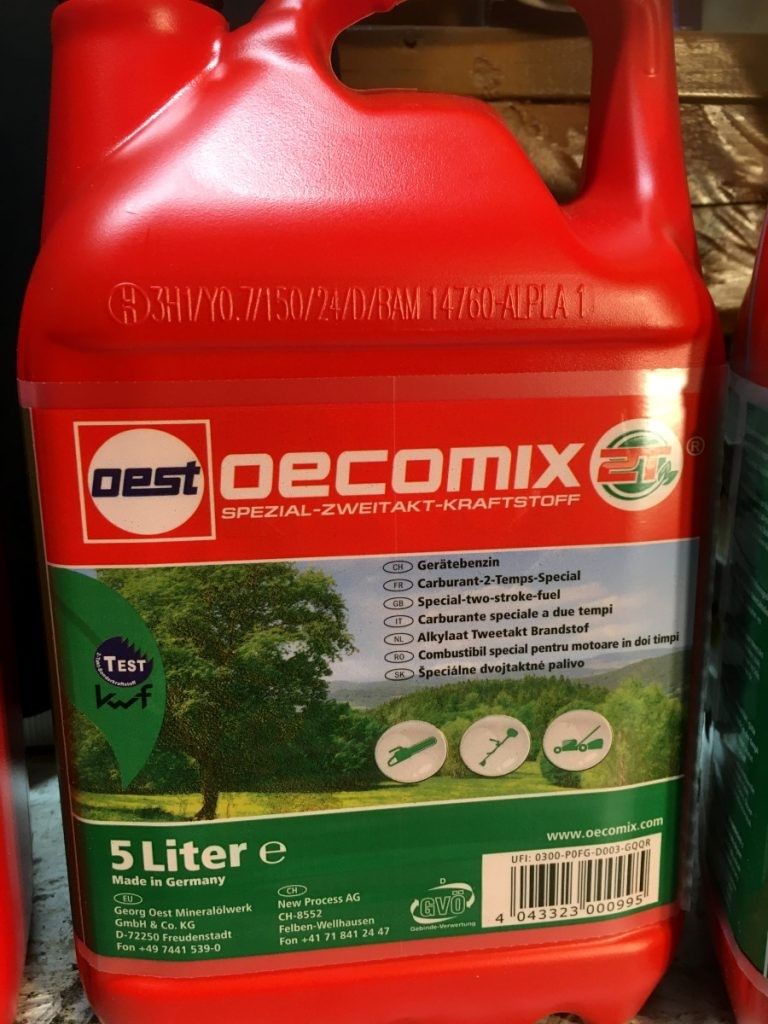 3H1/Y0.7/150/24/D/BAM 14760-ALPLA 1
oest
oecomix 2T ®
SPEZIAL-ZWEITAKT-KRAFTSTOFF
CH Gerätebenzin
FR Carburant-2-Temps-Special
GB Special-two-stroke-fuel
IT Carburante speciale a due tempi
NL Alkylaat Tweetakt Brandstof
RO Combustibil special pentru motoare in doi timpi
SK Špeciálne dvojtaktné palivo
TEST
kwf
5 Liter e
Made in Germany
EU
Georg Oest Mineralölwerk
GmbH & Co. KG
D-72250 Freudenstadt
Fon +49 7441 539-0
CH
New Process AG
CH-8552
Felben-Wellhausen
Fon +41 71 841 24 47
D
GVÖ
Gebinde-Verwertung
www.oecomix.com
UFI: 0300-P0FG-D003-GQQR
4 043323 000995